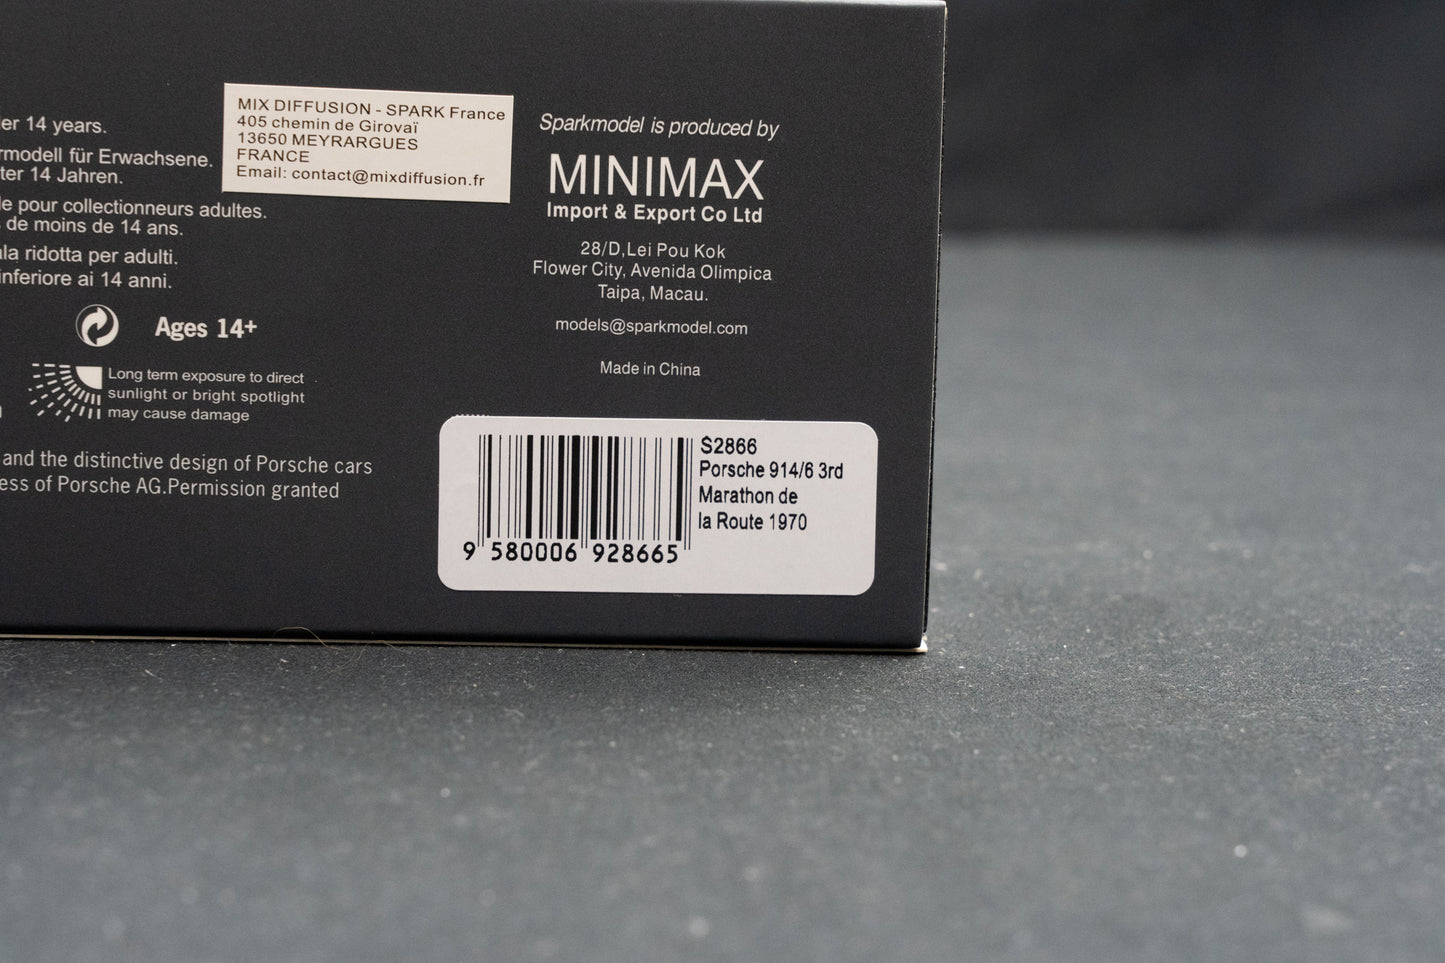 er 14 years.
rmodell für Erwachsene.
ter 14 Jahren.
le pour collectionneurs adultes.
s de moins de 14 ans.
ala ridotta per adulti.
inferiore ai 14 anni.
Ages 14+
Long term exposure to direct
sunlight or bright spotlight
may cause damage
and the distinctive design of Porsche cars
ess of Porsche AG.Permission granted
MIX DIFFUSION - SPARK France
405 chemin de Girovaï
13650 MEYRARGUES
FRANCE
Email: contact@mixdiffusion.fr
Sparkmodel is produced by
MINIMAX
Import & Export Co Ltd
28/D,Lei Pou Kok
Flower City, Avenida Olimpica
Taipa, Macau.
models@sparkmodel.com
Made in China
S2866
Porsche 914/6 3rd
Marathon de
la Route 1970
9 580006 928665